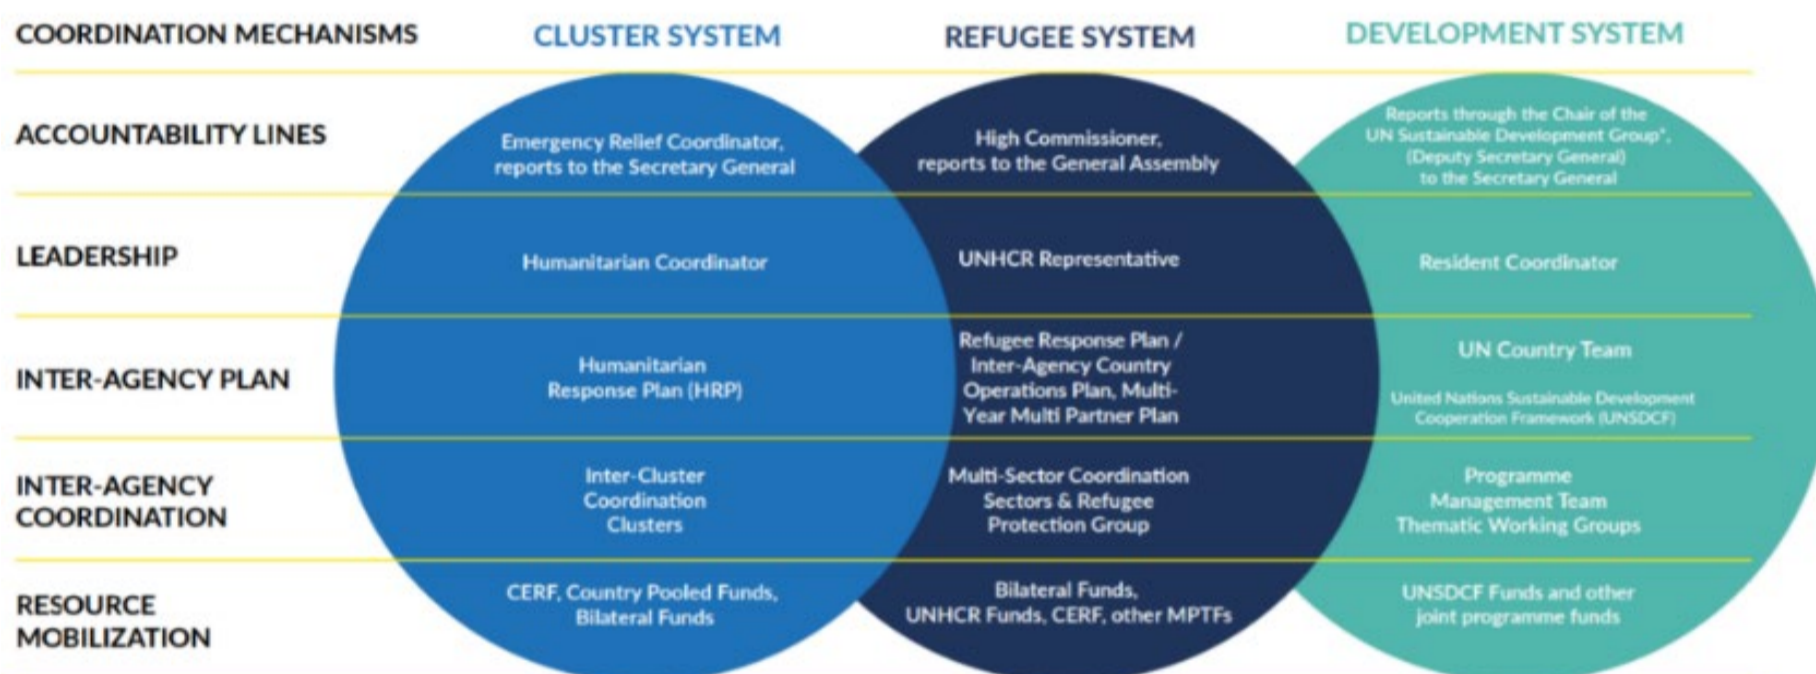 COORDINATION MECHANISMS
CLUSTER SYSTEM
REFUGEE SYSTEM
DEVELOPMENT SYSTEM
ACCOUNTABILITY LINES
Emergency Relief Coordinator,
reports to the Secretary General
High Commissioner,
reports to the General Assembly
Reports through the Chair of the
UN Sustainable Development Group*,
(Deputy Secretary General)
to the Secretary General
LEADERSHIP
Humanitarian Coordinator
UNHCR Representative
Resident Coordinator
INTER-AGENCY PLAN
Humanitarian
Response Plan (HRP)
Refugee Response Plan /
Inter-Agency Country
Operations Plan, Multi-
Year Multi Partner Plan
UN Country Team
United Nations Sustainable Development
Cooperation Framework (UNSDCF)
INTER-AGENCY
COORDINATION
Inter-Cluster
Coordination
Clusters
Multi-Sector Coordination
Sectors & Refugee
Protection Group
Programme
Management Team
Thematic Working Groups
RESOURCE
MOBILIZATION
CERF, Country Pooled Funds,
Bilateral Funds
Bilateral Funds,
UNHCR Funds, CERF, other MPTFs
UNSDCF Funds and other
joint programme funds